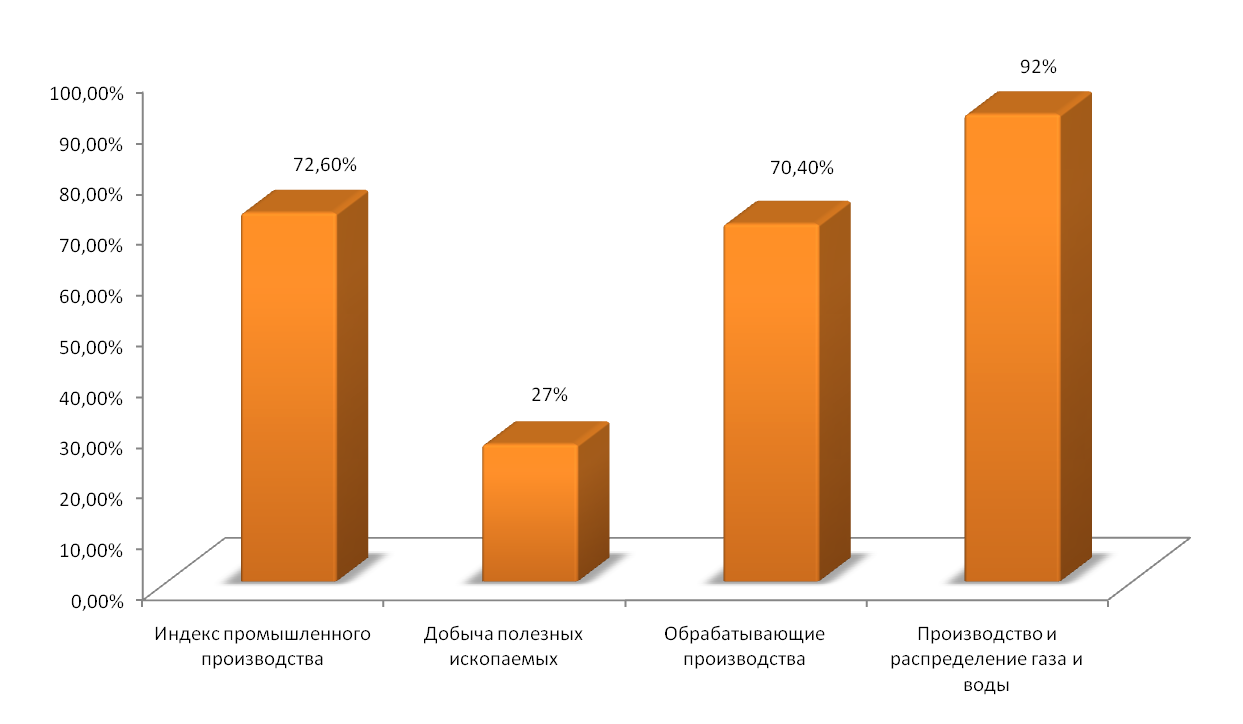 92%
100,00%
90,00%
72,60%
70,40%
80,00%
70,00%
60,00%
50,00%
27%
40,00%
30,00%
20,00%
10,00%
0,00%
Индекс промышленного
производства
Добыча полезных
ископаемых
Обрабатывающие
производства
Производство и
распределение газа и
воды